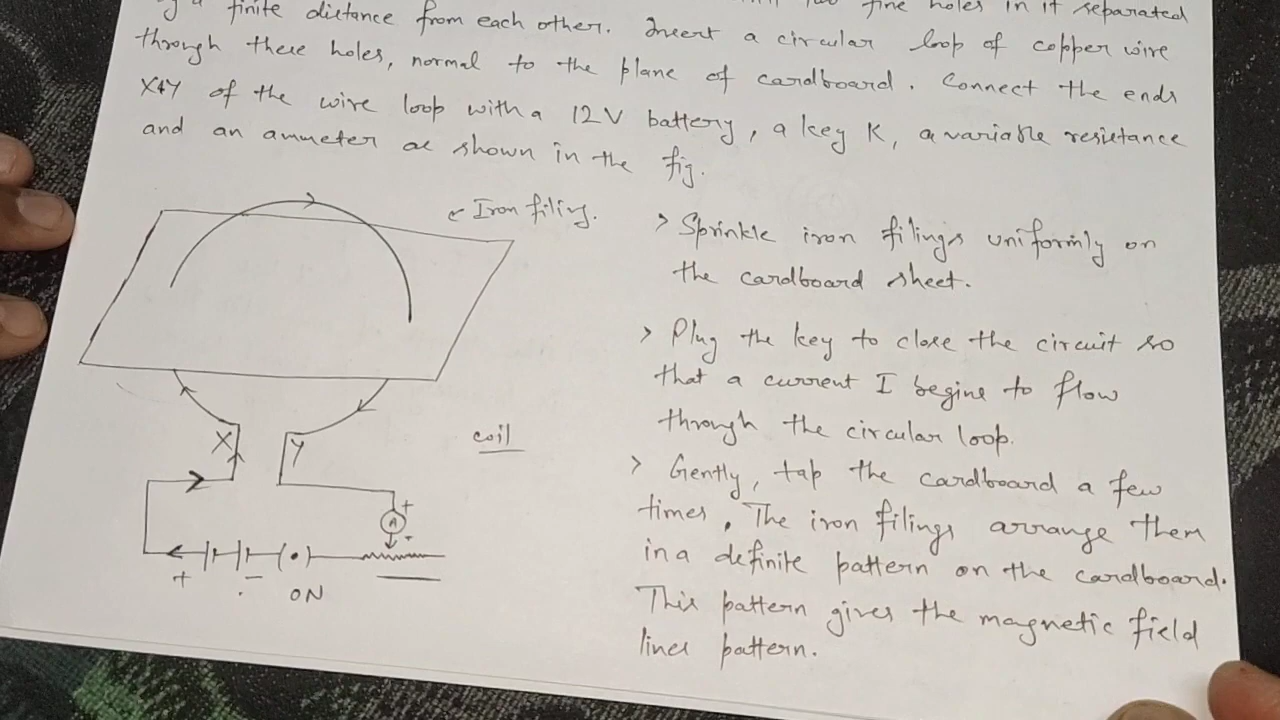 a finite distance from each other. Insert a circular loop of copper wire
fine holes in it separated
through these holes, normal to the plane of cardboard. Connect the ends
X&Y of the wire loop with a 12V battery, a key K, a variable resistance
and an ammeter as shown in the fig.
Iron filing.
> Sprinkle iron filings uniformly on
the cardboard sheet.
> Plug the key to close the circuit so
that a current I begins to flow
through the circular loop.
> Gently, tap the cardboard a few
times. The iron filings arrange them
in a definite pattern on the cardboard.
This pattern gives the magnetic field
lines pattern.
X
Y
coil
+
A
-
+
-
ON